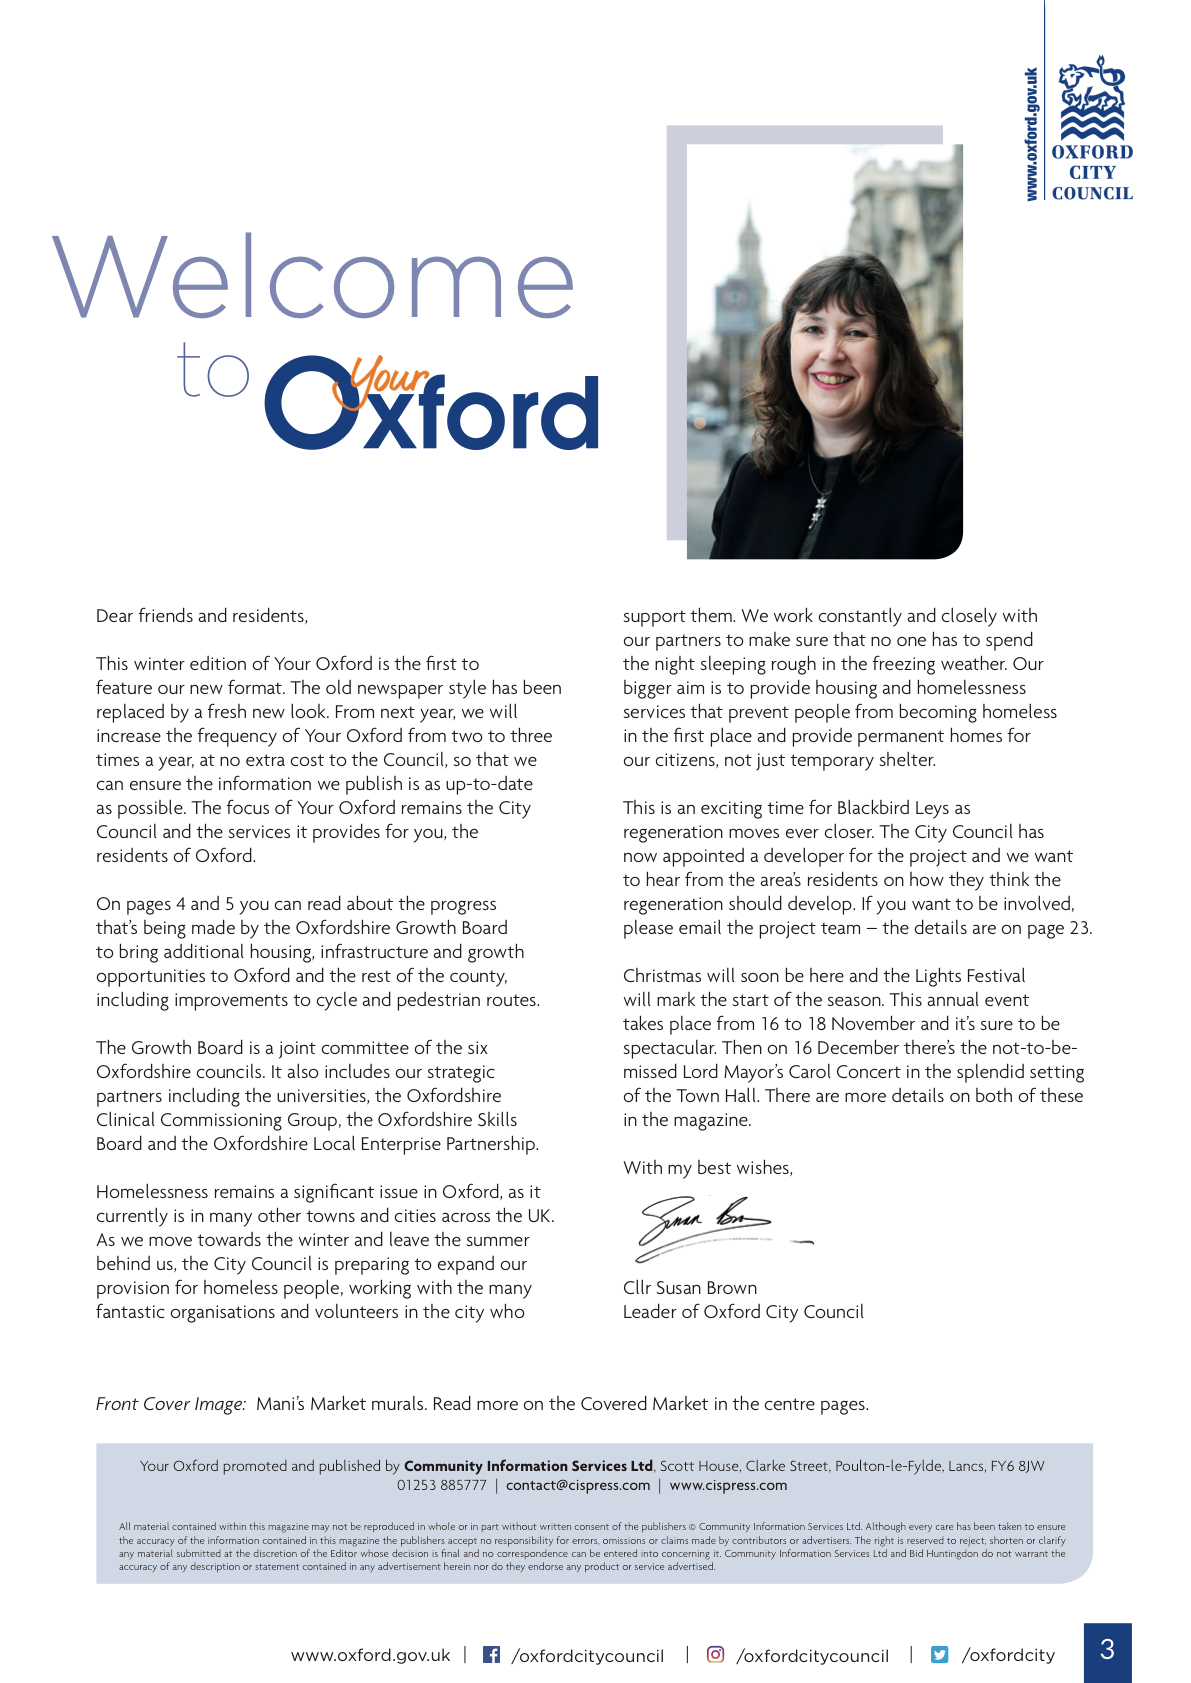 www.oxford.gov.uk
OXFORD
CITY
COUNCIL
Welcome
to Your Oxford
Dear friends and residents,
This winter edition of Your Oxford is the first to
feature our new format. The old newspaper style has been
replaced by a fresh new look. From next year, we will
increase the frequency of Your Oxford from two to three
times a year, at no extra cost to the Council, so that we
can ensure the information we publish is as up-to-date
as possible. The focus of Your Oxford remains the City
Council and the services it provides for you, the
residents of Oxford.
On pages 4 and 5 you can read about the progress
that's being made by the Oxfordshire Growth Board
to bring additional housing, infrastructure and growth
opportunities to Oxford and the rest of the county,
including improvements to cycle and pedestrian routes.
The Growth Board is a joint committee of the six
Oxfordshire councils. It also includes our strategic
partners including the universities, the Oxfordshire
Clinical Commissioning Group, the Oxfordshire Skills
Board and the Oxfordshire Local Enterprise Partnership.
Homelessness remains a significant issue in Oxford, as it
currently is in many other towns and cities across the UK.
As we move towards the winter and leave the summer
behind us, the City Council is preparing to expand our
provision for homeless people, working with the many
fantastic organisations and volunteers in the city who
support them. We work constantly and closely with
our partners to make sure that no one has to spend
the night sleeping rough in the freezing weather. Our
bigger aim is to provide housing and homelessness
services that prevent people from becoming homeless
in the first place and provide permanent homes for
our citizens, not just temporary shelter.
This is an exciting time for Blackbird Leys as
regeneration moves ever closer. The City Council has
now appointed a developer for the project and we want
to hear from the area's residents on how they think the
regeneration should develop. If you want to be involved,
please email the project team – the details are on page 23.
Christmas will soon be here and the Lights Festival
will mark the start of the season. This annual event
takes place from 16 to 18 November and it's sure to be
spectacular. Then on 16 December there's the not-to-be-
missed Lord Mayor's Carol Concert in the splendid setting
of the Town Hall. There are more details on both of these
in the magazine.
With my best wishes,
Susan Brown
Cllr Susan Brown
Leader of Oxford City Council
Front Cover Image: Mani's Market murals. Read more on the Covered Market in the centre pages.
Your Oxford promoted and published by Community Information Services Ltd, Scott House, Clarke Street, Poulton-le-Fylde, Lancs, FY6 8JW
01253 885777 | contact@cispress.com | www.cispress.com
All material contained within this magazine may not be reproduced in whole or in part without written consent of the publishers © Community Information Services Ltd. Although every care has been taken to ensure
the accuracy of the information contained in this magazine the publishers accept no responsibility for errors, omissions or claims made by contributors or advertisers. The right is reserved to reject, shorten or clarify
any material submitted at the discretion of the Editor whose decision is final and no correspondence can be entered into concerning it. Community Information Services Ltd and Bid Huntingdon do not warrant the
accuracy of any description or statement contained in any advertisement herein nor do they endorse any product or service advertised.
www.oxford.gov.uk | /oxfordcitycouncil | /oxfordcitycouncil | /oxfordcity
3